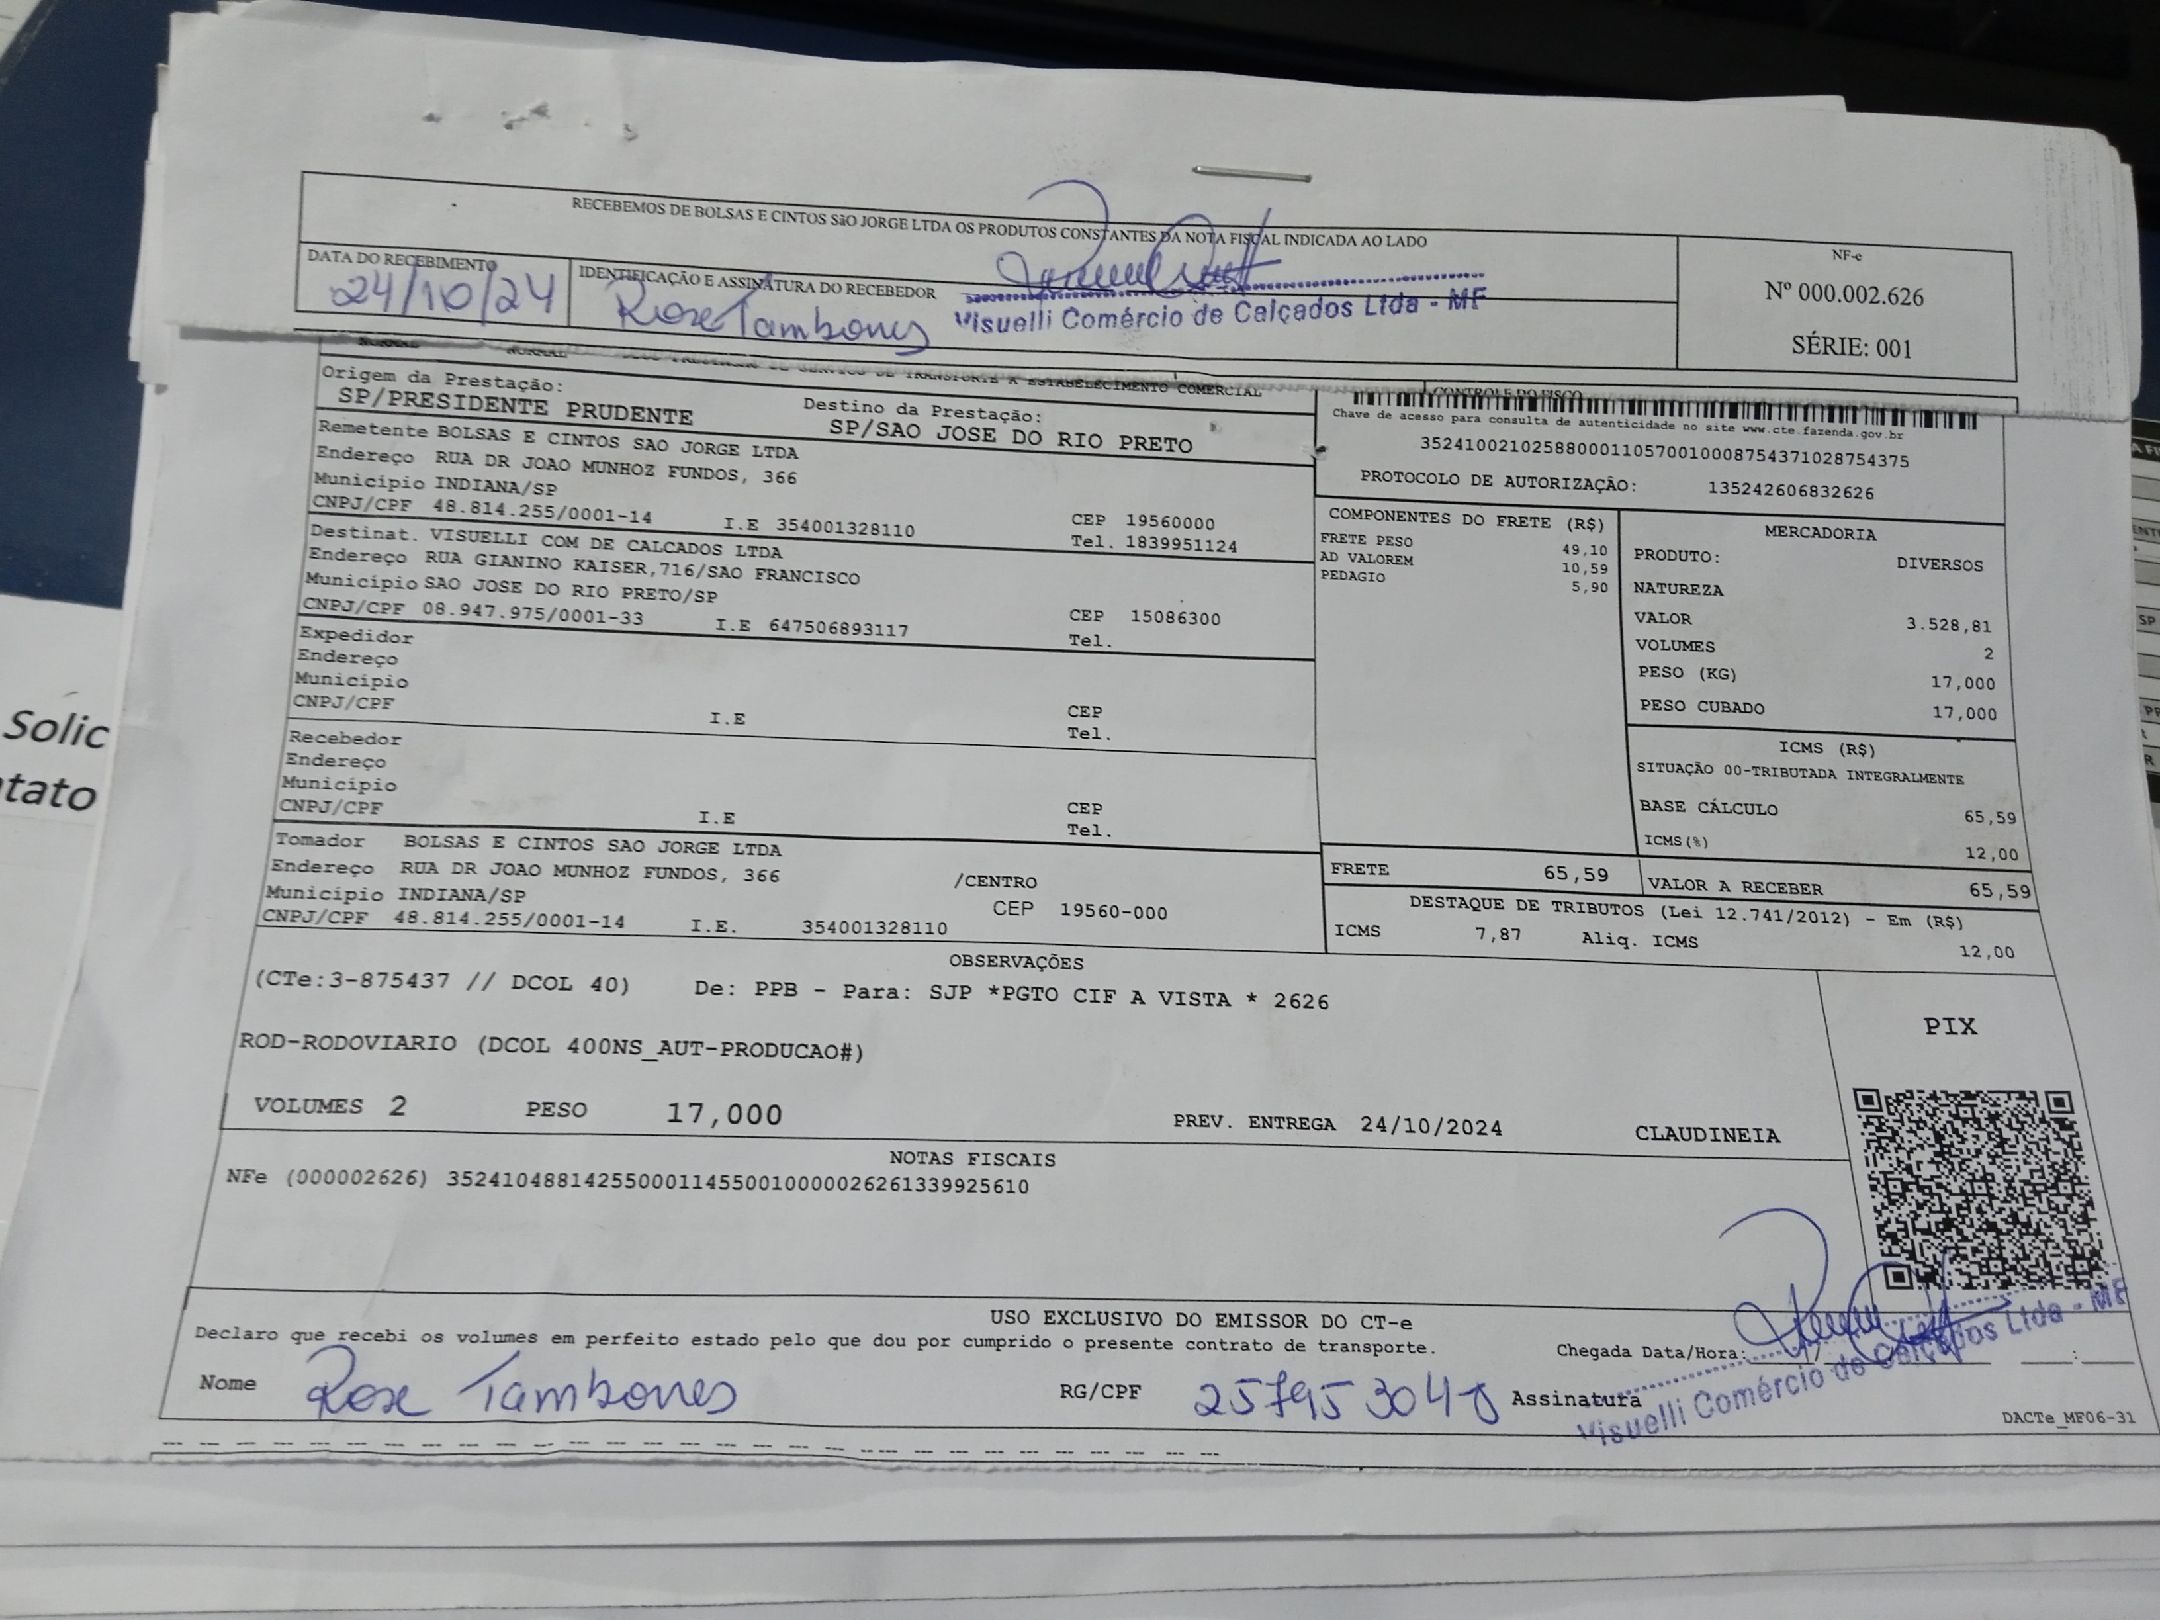 RECEBEMOS DE BOLSAS E CINTOS SãO JORGE LTDA OS PRODUTOS CONSTANTES DA NOTA FISCAL INDICADA AO LADO
DATA DO RECEBIMENTO
24/10/24
IDENTIFICAÇÃO E ASSINATURA DO RECEBEDOR
Rose Tambones
Visuelli Comércio de Calçados Ltda - MF
NF-e
Nº 000.002.626
SÉRIE: 001
Origem da Prestação:
SP/PRESIDENTE PRUDENTE
Destino da Prestação:
SP/SAO JOSE DO RIO PRETO
CONTROLE DO FISCO
Chave de acesso para consulta de autenticidade no site www.cte.fazenda.gov.br
35241002102588000110570010008754371028754375
PROTOCOLO DE AUTORIZAÇÃO: 135242606832626
Remetente BOLSAS E CINTOS SAO JORGE LTDA
Endereço RUA DR JOAO MUNHOZ FUNDOS, 366
Município INDIANA/SP
CNPJ/CPF 48.814.255/0001-14 I.E 354001328110
CEP 19560000
Tel. 1839951124
Destinat. VISUELLI COM DE CALCADOS LTDA
Endereço RUA GIANINO KAISER,716/SAO FRANCISCO
Município SAO JOSE DO RIO PRETO/SP
CNPJ/CPF 08.947.975/0001-33 I.E 647506893117
CEP 15086300
Tel.
Expedidor
Endereço
Município
CNPJ/CPF I.E
CEP
Tel.
Recebedor
Endereço
Município
CNPJ/CPF I.E
CEP
Tel.
Tomador BOLSAS E CINTOS SAO JORGE LTDA
Endereço RUA DR JOAO MUNHOZ FUNDOS, 366 /CENTRO
Município INDIANA/SP CEP 19560-000
CNPJ/CPF 48.814.255/0001-14 I.E. 354001328110
COMPONENTES DO FRETE (R$)
FRETE PESO 49,10
AD VALOREM 10,59
PEDAGIO 5,90
MERCADORIA
PRODUTO: DIVERSOS
NATUREZA
VALOR 3.528,81
VOLUMES 2
PESO (KG) 17,000
PESO CUBADO 17,000
ICMS (R$)
SITUAÇÃO 00-TRIBUTADA INTEGRALMENTE
BASE CÁLCULO 65,59
ICMS(%) 12,00
FRETE 65,59
VALOR A RECEBER 65,59
DESTAQUE DE TRIBUTOS (Lei 12.741/2012) - Em (R$)
ICMS 7,87 Aliq. ICMS 12,00
OBSERVAÇÕES
(CTe:3-875437 // DCOL 40) De: PPB - Para: SJP *PGTO CIF A VISTA * 2626
ROD-RODOVIARIO (DCOL 400NS_AUT-PRODUCAO#)
PIX
VOLUMES 2 PESO 17,000 PREV. ENTREGA 24/10/2024 CLAUDINEIA
NOTAS FISCAIS
NFe (000002626) 35241048814255000114550010000026261339925610
USO EXCLUSIVO DO EMISSOR DO CT-e
Declaro que recebi os volumes em perfeito estado pelo que dou por cumprido o presente contrato de transporte.
Chegada Data/Hora:
Nome Rose Tambones
RG/CPF
Assinatura
Visuelli Comércio de Calçados Ltda - MF
DACTe_MF06-31
Solic
tato